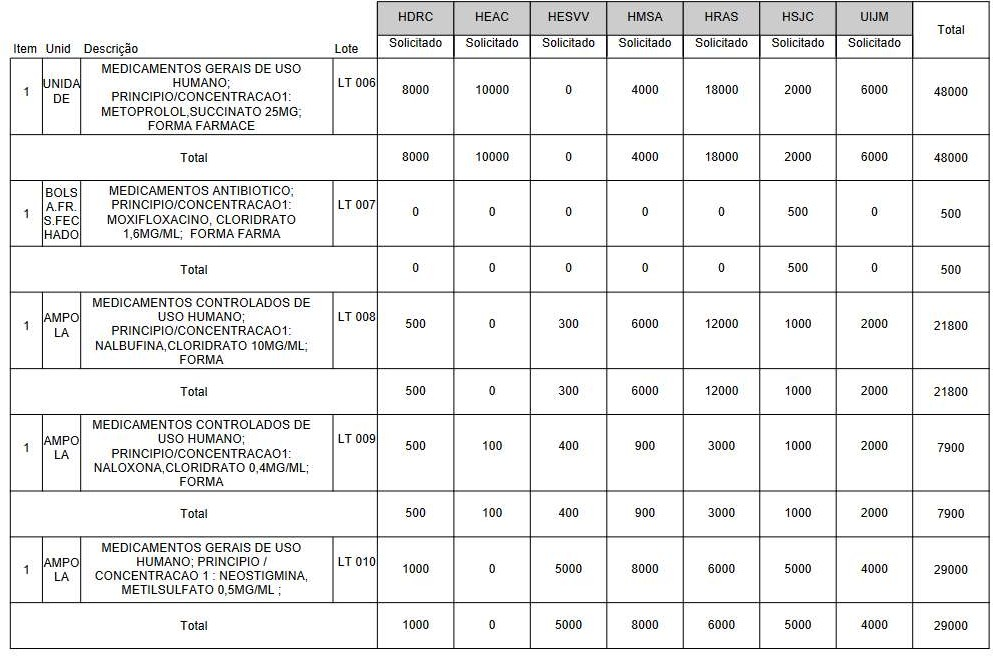 HDRC HEAC HESVV HMSA HRAS HSJC UIJM Total
Item Unid Descrição Lote Solicitado Solicitado Solicitado Solicitado Solicitado Solicitado Solicitado
1 UNIDA
DE
MEDICAMENTOS GERAIS DE USO
HUMANO;
PRINCIPIO/CONCENTRACAO1:
METOPROLOL,SUCCINATO 25MG;
FORMA FARMACE
LT 006 8000 10000 0 4000 18000 2000 6000 48000
Total 8000 10000 0 4000 18000 2000 6000 48000
1 BOLS
A.FR.
S.FEC
HADO
MEDICAMENTOS ANTIBIOTICO;
PRINCIPIO/CONCENTRACAO1:
MOXIFLOXACINO, CLORIDRATO
1,6MG/ML; FORMA FARMA
LT 007 0 0 0 0 0 500 0 500
Total 0 0 0 0 0 500 0 500
1 AMPO
LA
MEDICAMENTOS CONTROLADOS DE
USO HUMANO;
PRINCIPIO/CONCENTRACAO1:
NALBUFINA,CLORIDRATO 10MG/ML;
FORMA
LT 008 500 0 300 6000 12000 1000 2000 21800
Total 500 0 300 6000 12000 1000 2000 21800
1 AMPO
LA
MEDICAMENTOS CONTROLADOS DE
USO HUMANO;
PRINCIPIO/CONCENTRACAO1:
NALOXONA,CLORIDRATO 0,4MG/ML;
FORMA
LT 009 500 100 400 900 3000 1000 2000 7900
Total 500 100 400 900 3000 1000 2000 7900
1 AMPO
LA
MEDICAMENTOS GERAIS DE USO
HUMANO; PRINCIPIO /
CONCENTRACAO 1 : NEOSTIGMINA,
METILSULFATO 0,5MG/ML ;
LT 010 1000 0 5000 8000 6000 5000 4000 29000
Total 1000 0 5000 8000 6000 5000 4000 29000